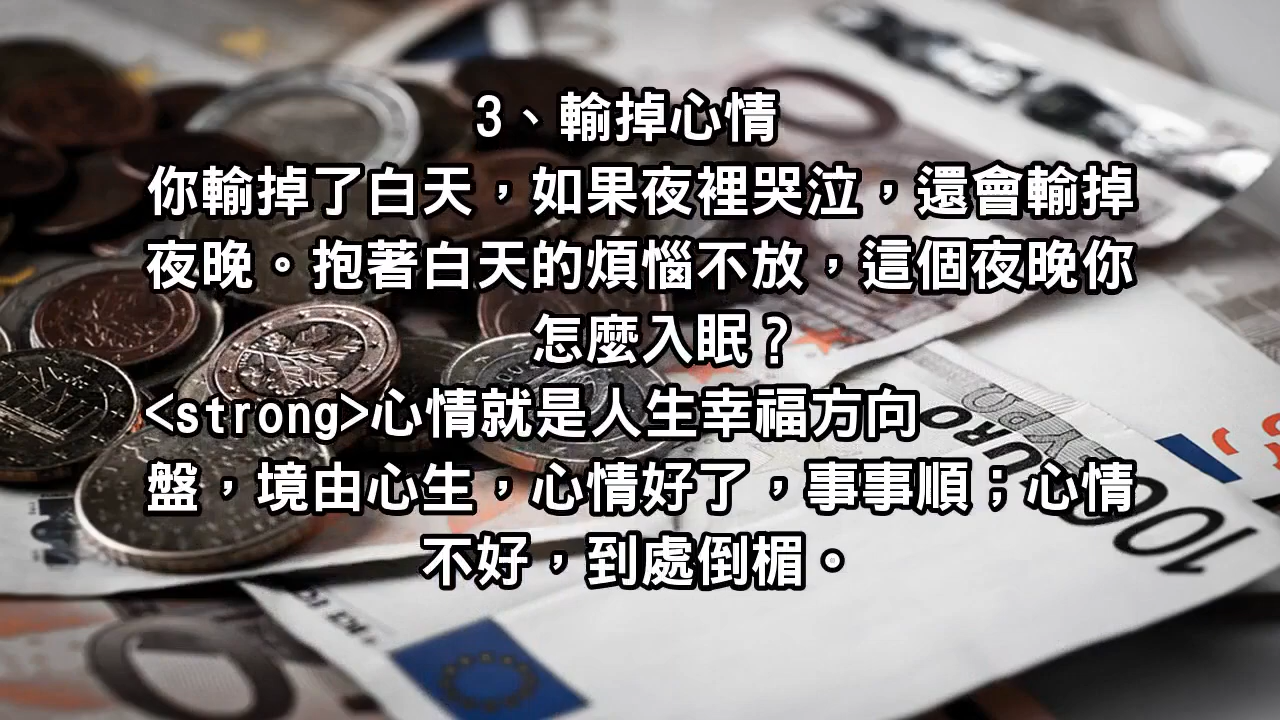 3、輸掉心情
你輸掉了白天，如果夜裡哭泣，還會輸掉
夜晚。抱著白天的煩惱不放，這個夜晚你
怎麼入眠？
<strong>心情就是人生幸福方向
盤，境由心生，心情好了，事事順；心情
不好，到處倒楣。
EURO
ΕΥΡΩ
100